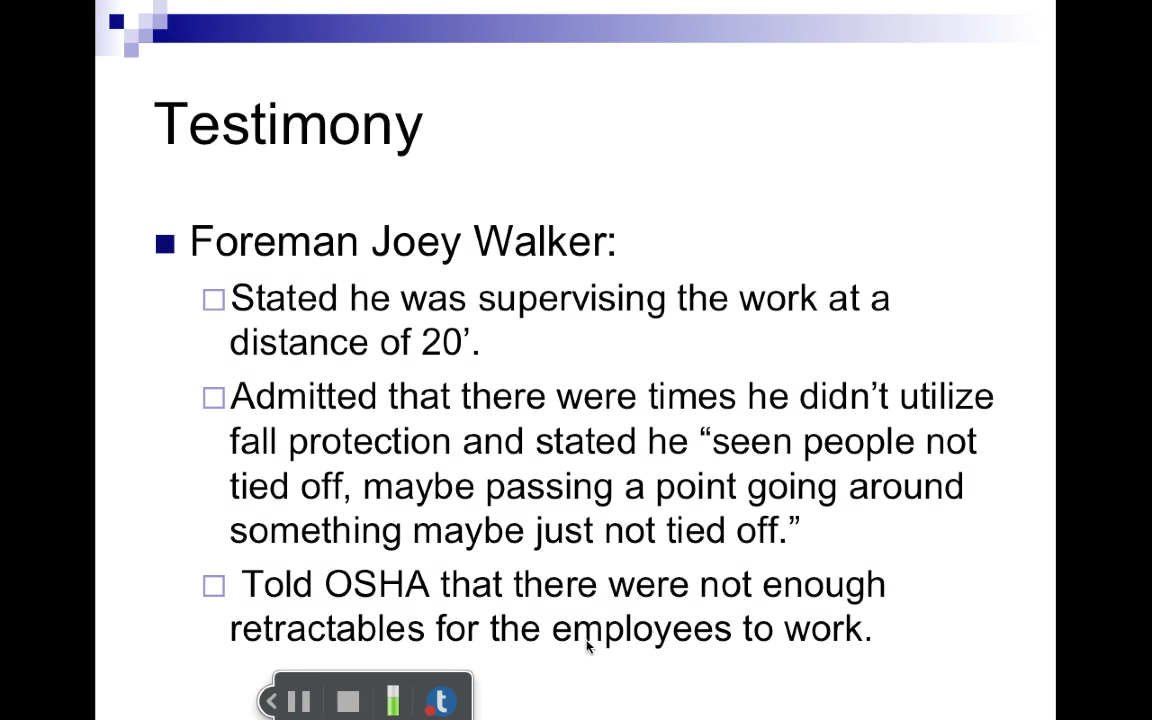 Testimony
Foreman Joey Walker:
Stated he was supervising the work at a
distance of 20’.
Admitted that there were times he didn’t utilize
fall protection and stated he “seen people not
tied off, maybe passing a point going around
something maybe just not tied off.”
Told OSHA that there were not enough
retractables for the employees to work.
t